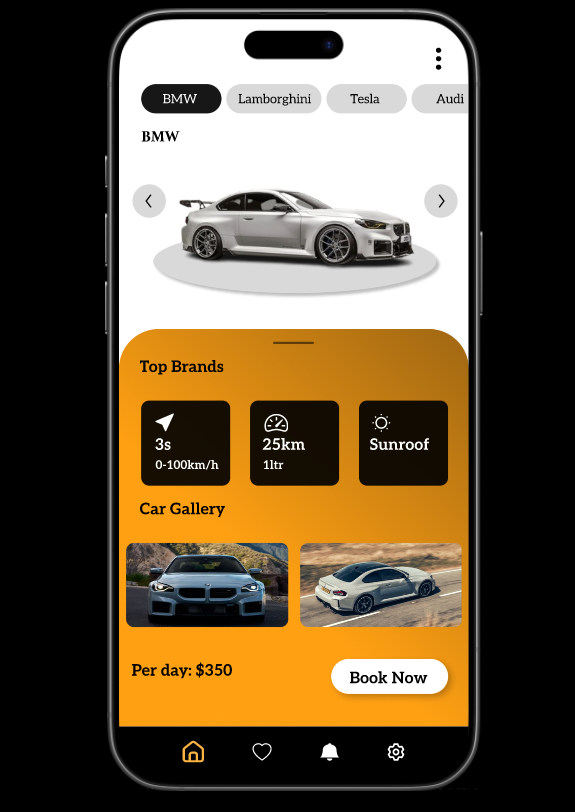 BMW
Lamborghini
Tesla
Audi
BMW
Top Brands
3s
0-100km/h
25km
1ltr
Sunroof
Car Gallery
Per day: $350
Book Now